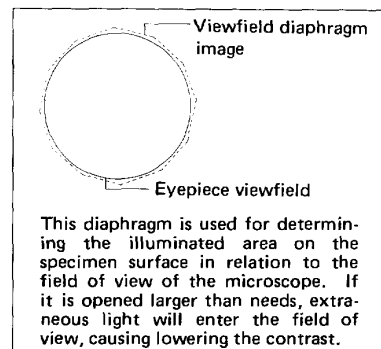 Viewfield diaphragm
image
Eyepiece viewfield
This diaphragm is used for determin-
ing the illuminated area on the
specimen surface in relation to the
field of view of the microscope. If
it is opened larger than needs, extra-
neous light will enter the field of
view, causing lowering the contrast.